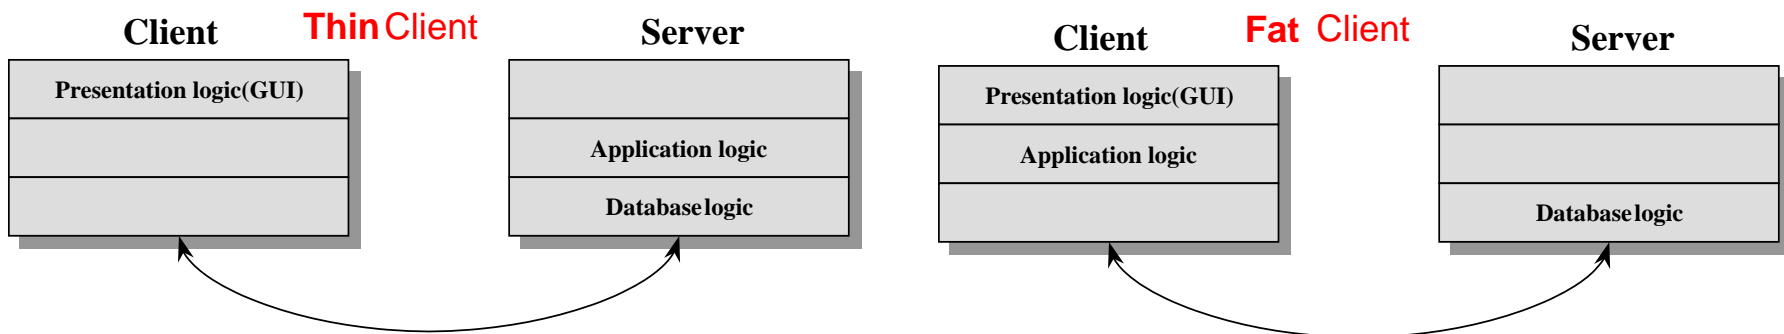 Client
Thin Client
Server
Presentation logic(GUI)
Application logic
Database logic
Client
Fat Client
Server
Presentation logic(GUI)
Application logic
Database logic